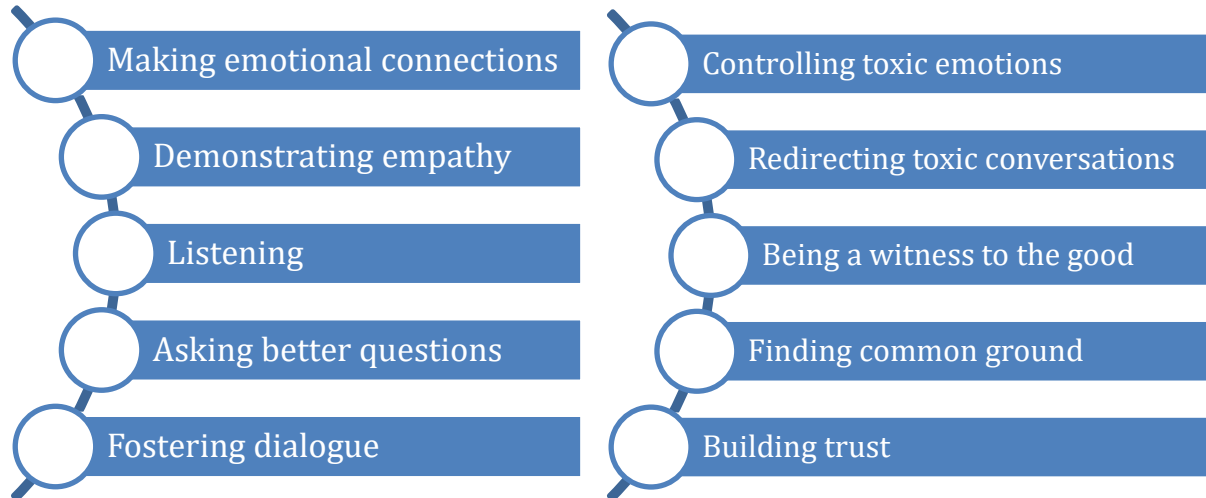 Making emotional connections
Demonstrating empathy
Listening
Asking better questions
Fostering dialogue
Controlling toxic emotions
Redirecting toxic conversations
Being a witness to the good
Finding common ground
Building trust